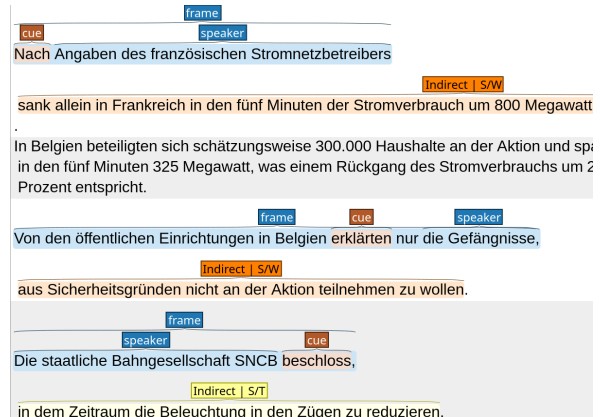 frame
cue speaker
Nach Angaben des französischen Stromnetzbetreibers
Indirect | S/W
sank allein in Frankreich in den fünf Minuten der Stromverbrauch um 800 Megawatt
.
In Belgien beteiligten sich schätzungsweise 300.000 Haushalte an der Aktion und
in den fünf Minuten 325 Megawatt, was einem Rückgang des Stromverbrauchs um
Prozent entspricht.
frame cue speaker
Von den öffentlichen Einrichtungen in Belgien erklärten nur die Gefängnisse,
Indirect | S/W
aus Sicherheitsgründen nicht an der Aktion teilnehmen zu wollen.
frame
speaker cue
Die staatliche Bahngesellschaft SNCB beschloss,
Indirect | S/T
in dem Zeitraum die Beleuchtung in den Zügen zu reduzieren.